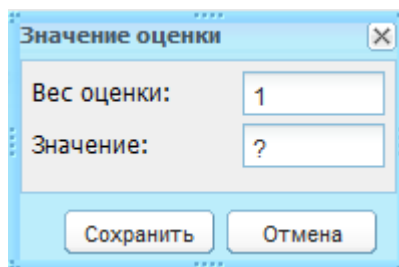 Значение оценки
Вес оценки: 1
Значение: ?
Сохранить Отмена